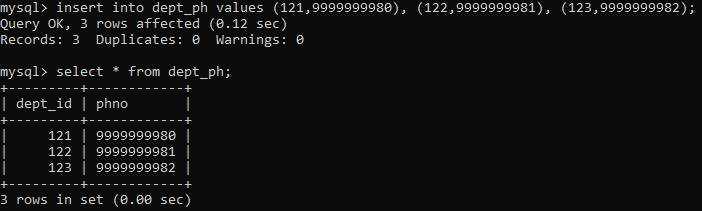 mysql> insert into dept_ph values (121,9999999980), (122,9999999981), (123,9999999982);
Query OK, 3 rows affected (0.12 sec)
Records: 3  Duplicates: 0  Warnings: 0

mysql> select * from dept_ph;
+---------+------------+
| dept_id | phno       |
+---------+------------+
|     121 | 9999999980 |
|     122 | 9999999981 |
|     123 | 9999999982 |
+---------+------------+
3 rows in set (0.00 sec)